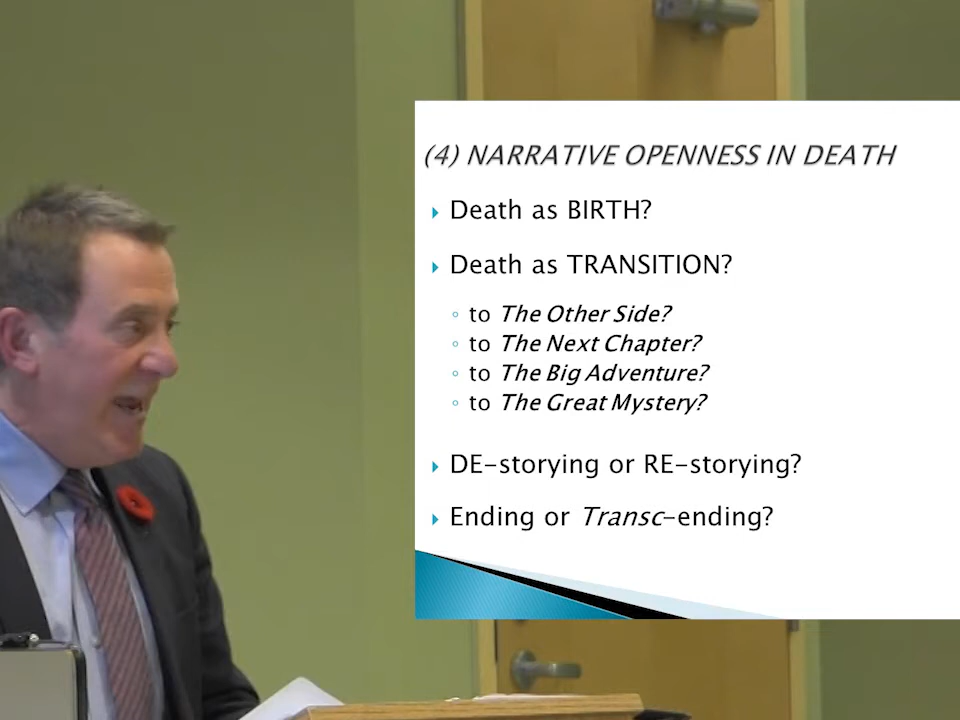 (4) NARRATIVE OPENNESS IN DEATH
Death as BIRTH?
Death as TRANSITION?
to The Other Side?
to The Next Chapter?
to The Big Adventure?
to The Great Mystery?
DE-storying or RE-storying?
Ending or Transc-ending?